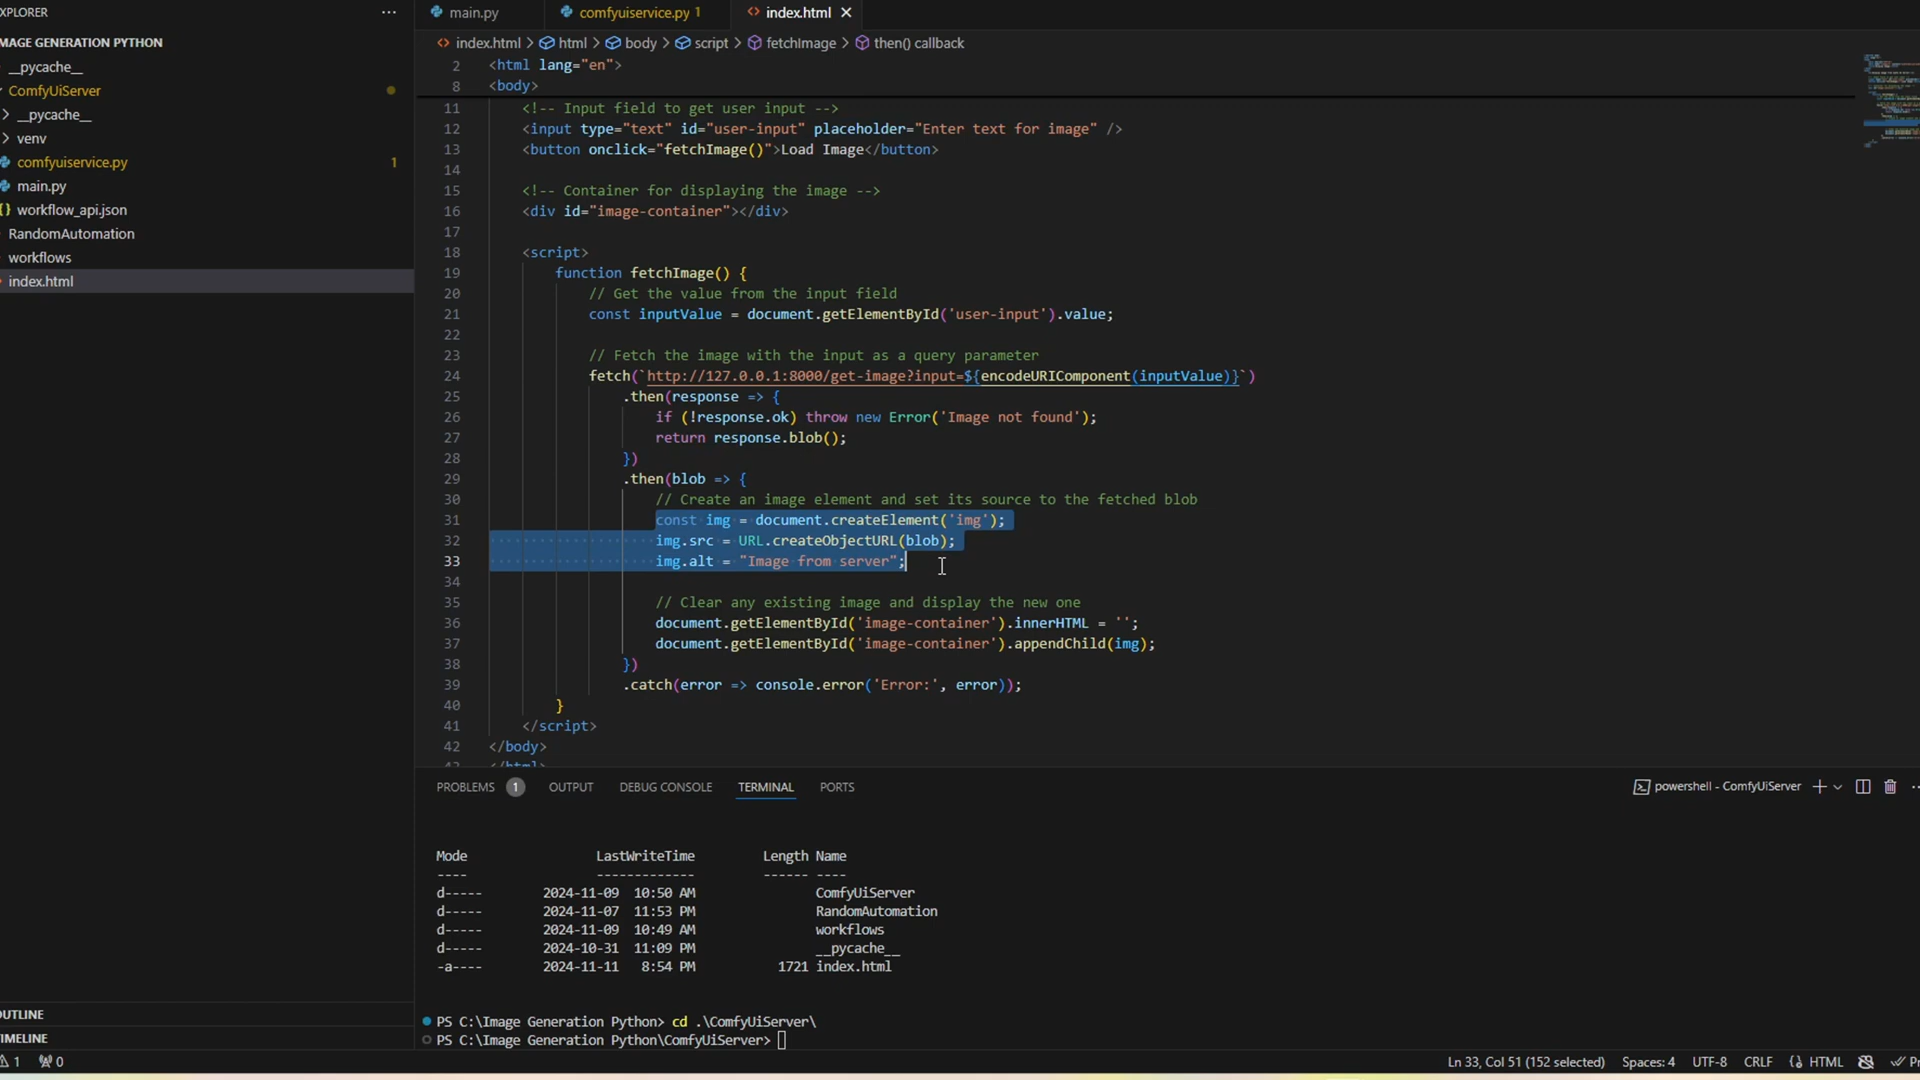 XPLORER
MAGE GENERATION PYTHON
__pycache__
ComfyUiServer
__pycache__
venv
comfyuiservice.py 1
main.py
{} workflow_api.json
RandomAutomation
workflows
index.html
OUTLINE
TIMELINE
main.py comfyuiservice.py 1 index.html
index.html > html > body > script > fetchImage > then() callback
2 <html lang="en">
8 <body>
11 <!-- Input field to get user input -->
12 <input type="text" id="user-input" placeholder="Enter text for image" />
13 <button onclick="fetchImage()">Load Image</button>
14
15 <!-- Container for displaying the image -->
16 <div id="image-container"></div>
17
18 <script>
19 function fetchImage() {
20 // Get the value from the input field
21 const inputValue = document.getElementById('user-input').value;
22
23 // Fetch the image with the input as a query parameter
24 fetch(`http://127.0.0.1:8000/get-image?input=${encodeURIComponent(inputValue)}`)
25 .then(response => {
26 if (!response.ok) throw new Error('Image not found');
27 return response.blob();
28 })
29 .then(blob => {
30 // Create an image element and set its source to the fetched blob
31 const img = document.createElement('img');
32 img.src = URL.createObjectURL(blob);
33 img.alt = "Image from server";
34
35 // Clear any existing image and display the new one
36 document.getElementById('image-container').innerHTML = '';
37 document.getElementById('image-container').appendChild(img);
38 })
39 .catch(error => console.error('Error:', error));
40 }
41 </script>
42 </body>
43 </html>
PROBLEMS 1 OUTPUT DEBUG CONSOLE TERMINAL PORTS
powershell - ComfyUiServer
Mode LastWriteTime Length Name
---- ------------- ------ ----
d----- 2024-11-09 10:50 AM ComfyUiServer
d----- 2024-11-07 11:53 PM RandomAutomation
d----- 2024-11-09 10:49 AM workflows
d----- 2024-10-31 11:09 PM __pycache__
-a---- 2024-11-11 8:54 PM 1721 index.html
PS C:\Image Generation Python> cd .\ComfyUiServer\
PS C:\Image Generation Python\ComfyUiServer>
1 0 Ln 33, Col 51 (152 selected) Spaces: 4 UTF-8 CRLF {} HTML Pr